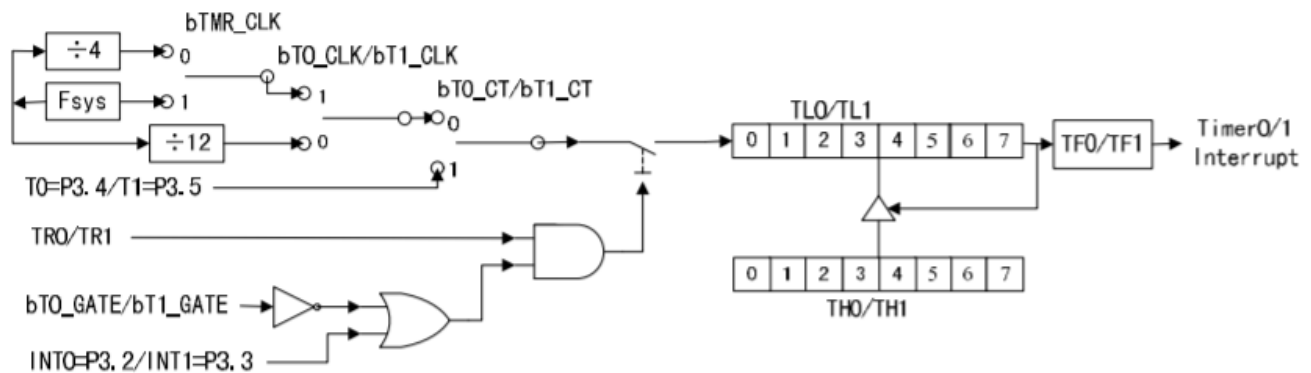 bTMR_CLK
÷4
0
bT0_CLK/bT1_CLK
Fsys
1
1
bT0_CT/bT1_CT
÷12
0
0
1
T0=P3.4/T1=P3.5
TL0/TL1
0 1 2 3 4 5 6 7
TF0/TF1
Timer0/1
Interrupt
TR0/TR1
0 1 2 3 4 5 6 7
TH0/TH1
bT0_GATE/bT1_GATE
INT0=P3.2/INT1=P3.3